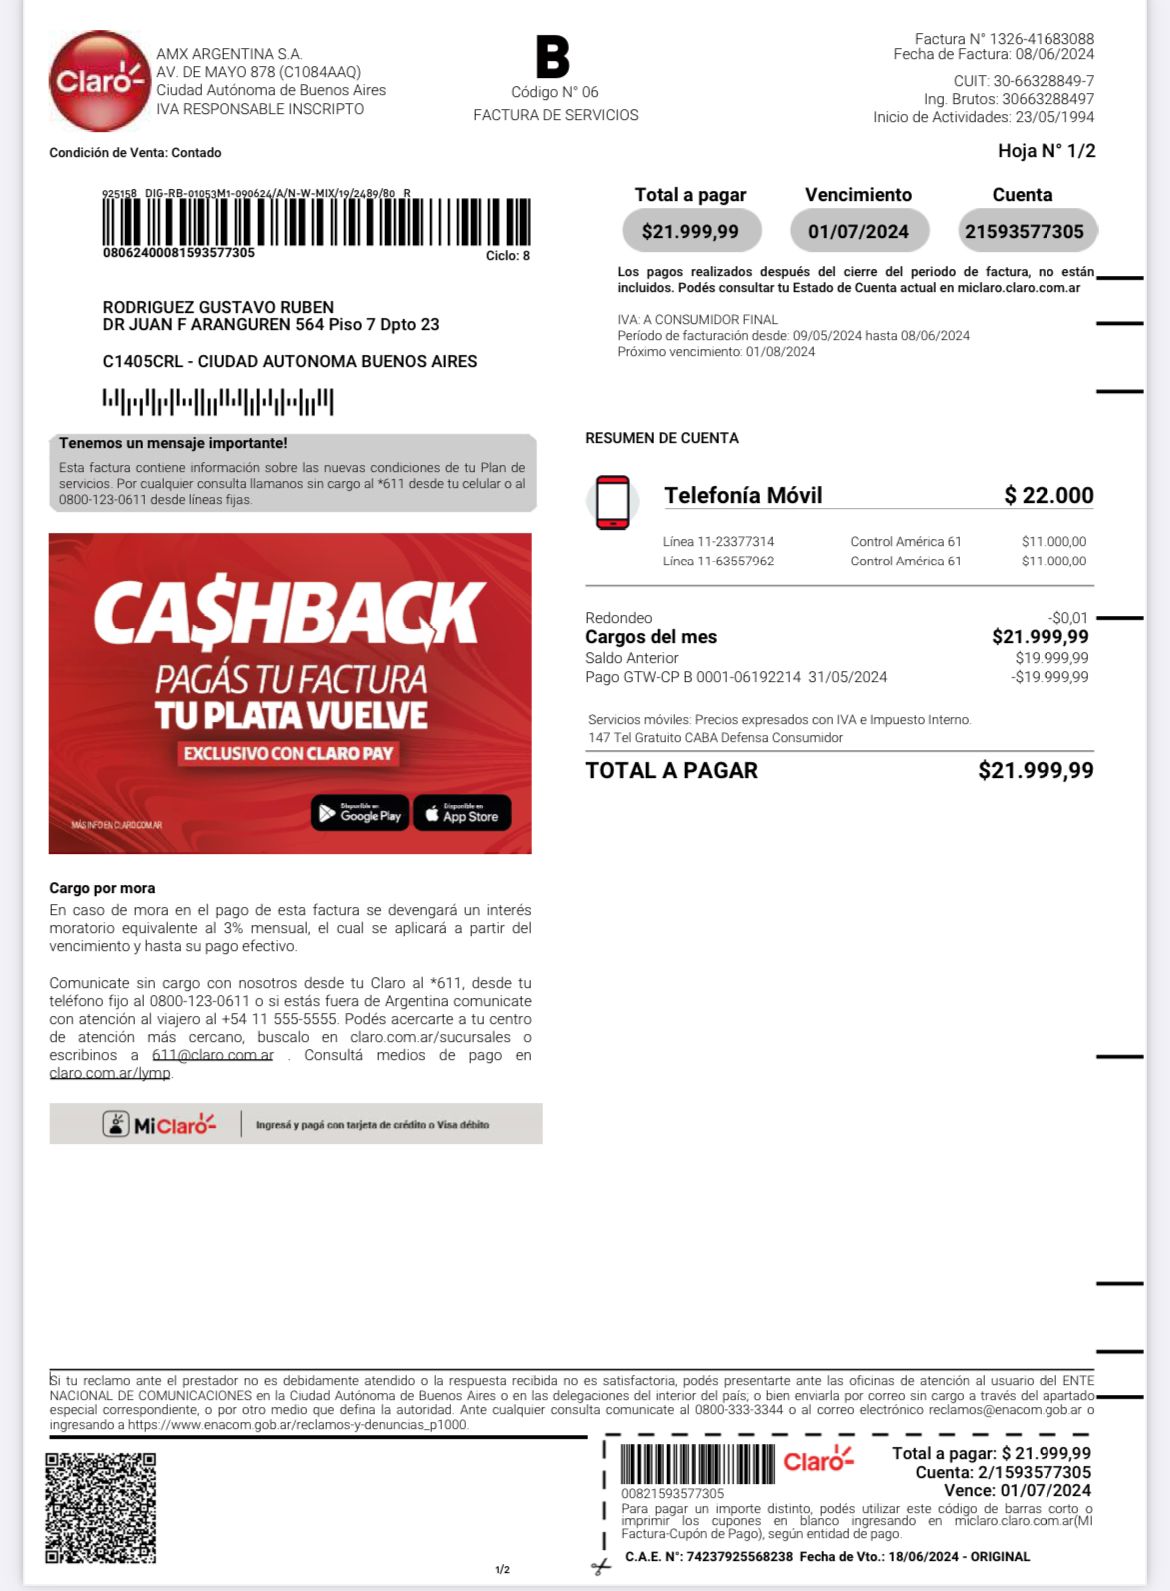 Claro
AMX ARGENTINA S.A.
AV. DE MAYO 878 (C1084AAQ)
Ciudad Autónoma de Buenos Aires
IVA RESPONSABLE INSCRIPTO
B
Código N° 06
FACTURA DE SERVICIOS
Factura N° 1326-41683088
Fecha de Factura: 08/06/2024
CUIT: 30-66328849-7
Ing. Brutos: 30663288497
Inicio de Actividades: 23/05/1994
Condición de Venta: Contado
Hoja N° 1/2
925158 DIG-RB-01053M1-090624/A/N-W-MIX/19/2489/80 R
08062400081593577305
Ciclo: 8
Total a pagar Vencimiento Cuenta
$21.999,99 01/07/2024 21593577305
Los pagos realizados después del cierre del periodo de factura, no están
incluidos. Podés consultar tu Estado de Cuenta actual en miclaro.claro.com.ar
RODRIGUEZ GUSTAVO RUBEN
DR JUAN F ARANGUREN 564 Piso 7 Dpto 23
C1405CRL - CIUDAD AUTONOMA BUENOS AIRES
IVA: A CONSUMIDOR FINAL
Período de facturación desde: 09/05/2024 hasta 08/06/2024
Próximo vencimiento: 01/08/2024
Tenemos un mensaje importante!
Esta factura contiene información sobre las nuevas condiciones de tu Plan de
servicios. Por cualquier consulta llamanos sin cargo al *611 desde tu celular o al
0800-123-0611 desde líneas fijas.
CA$HBACK
PAGÁS TU FACTURA
TU PLATA VUELVE
EXCLUSIVO CON CLARO PAY
MÁS INFO EN CLARO.COM.AR
Disponible en
Google Play
Disponible en
App Store
RESUMEN DE CUENTA
Telefonía Móvil $ 22.000
Línea 11-23377314 Control América 61 $11.000,00
Línea 11-63557962 Control América 61 $11.000,00
Redondeo -$0,01
Cargos del mes $21.999,99
Saldo Anterior $19.999,99
Pago GTW-CP B 0001-06192214 31/05/2024 -$19.999,99
Servicios móviles: Precios expresados con IVA e Impuesto Interno.
147 Tel Gratuito CABA Defensa Consumidor
TOTAL A PAGAR $21.999,99
Cargo por mora
En caso de mora en el pago de esta factura se devengará un interés
moratorio equivalente al 3% mensual, el cual se aplicará a partir del
vencimiento y hasta su pago efectivo.
Comunicate sin cargo con nosotros desde tu Claro al *611, desde tu
teléfono fijo al 0800-123-0611 o si estás fuera de Argentina comunicate
con atención al viajero al +54 11 555-5555. Podés acercarte a tu centro
de atención más cercano, buscalo en claro.com.ar/sucursales o
escribinos a 611@claro.com.ar . Consultá medios de pago en
claro.com.ar/lymp.
MiClaro Ingresá y pagá con tarjeta de crédito o Visa débito
Si tu reclamo ante el prestador no es debidamente atendido o la respuesta recibida no es satisfactoria, podés presentarte ante las oficinas de atención al usuario del ENTE
NACIONAL DE COMUNICACIONES en la Ciudad Autónoma de Buenos Aires o en las delegaciones del interior del país; o bien enviarla por correo sin cargo a través del apartado
especial correspondiente, o por otro medio que defina la autoridad. Ante cualquier consulta comunicate al 0800-333-3344 o al correo electrónico reclamos@enacom.gob.ar o
ingresando a https://www.enacom.gob.ar/reclamos-y-denuncias_p1000.
00821593577305
Claro
Total a pagar: $ 21.999,99
Cuenta: 2/1593577305
Vence: 01/07/2024
Para pagar un importe distinto, podés utilizar este código de barras corto o
imprimir los cupones en blanco ingresando en miclaro.claro.com.ar(MI
Factura-Cupón de Pago), según entidad de pago.
C.A.E. N°: 74237925568238 Fecha de Vto.: 18/06/2024 - ORIGINAL
1/2